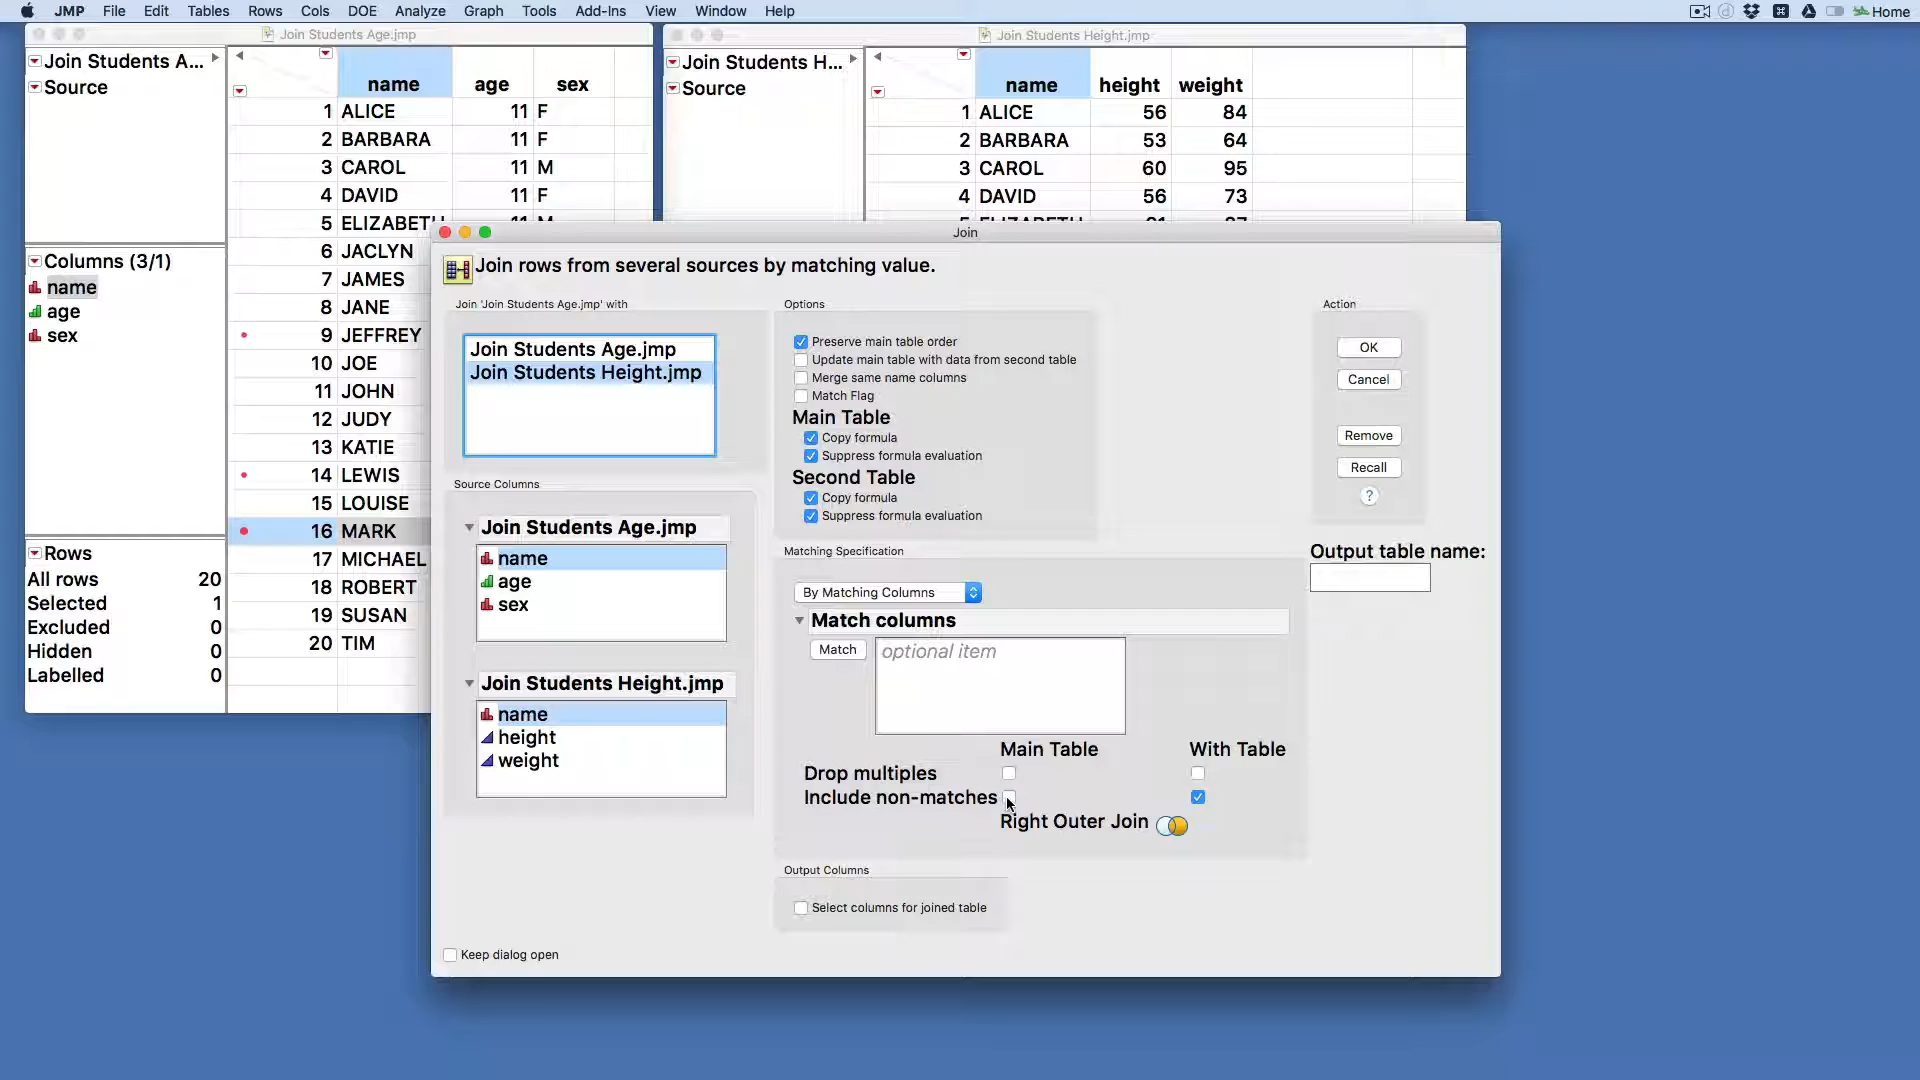 JMP File Edit Tables Rows Cols DOE Analyze Graph Tools Add-Ins View Window Help Home
Join Students Age.jmp
Join Students A...
Source
name age sex
1 ALICE 11 F
2 BARBARA 11 F
3 CAROL 11 M
4 DAVID 11 F
5 ELIZABETH 11 M
6 JACLYN
7 JAMES
8 JANE
9 JEFFREY
10 JOE
11 JOHN
12 JUDY
13 KATIE
14 LEWIS
15 LOUISE
16 MARK
17 MICHAEL
18 ROBERT
19 SUSAN
20 TIM
Columns (3/1)
name
age
sex
Rows
All rows 20
Selected 1
Excluded 0
Hidden 0
Labelled 0
Join Students Height.jmp
Join Students H...
Source
name height weight
1 ALICE 56 84
2 BARBARA 53 64
3 CAROL 60 95
4 DAVID 56 73
Join
Join rows from several sources by matching value.
Join 'Join Students Age.jmp' with
Join Students Age.jmp
Join Students Height.jmp
Source Columns
Join Students Age.jmp
name
age
sex
Join Students Height.jmp
name
height
weight
Options
Preserve main table order
Update main table with data from second table
Merge same name columns
Match Flag
Main Table
Copy formula
Suppress formula evaluation
Second Table
Copy formula
Suppress formula evaluation
Matching Specification
By Matching Columns
Match columns
Match optional item
Main Table With Table
Drop multiples
Include non-matches
Right Outer Join
Output Columns
Select columns for joined table
Action
OK
Cancel
Remove
Recall
?
Output table name:
Keep dialog open